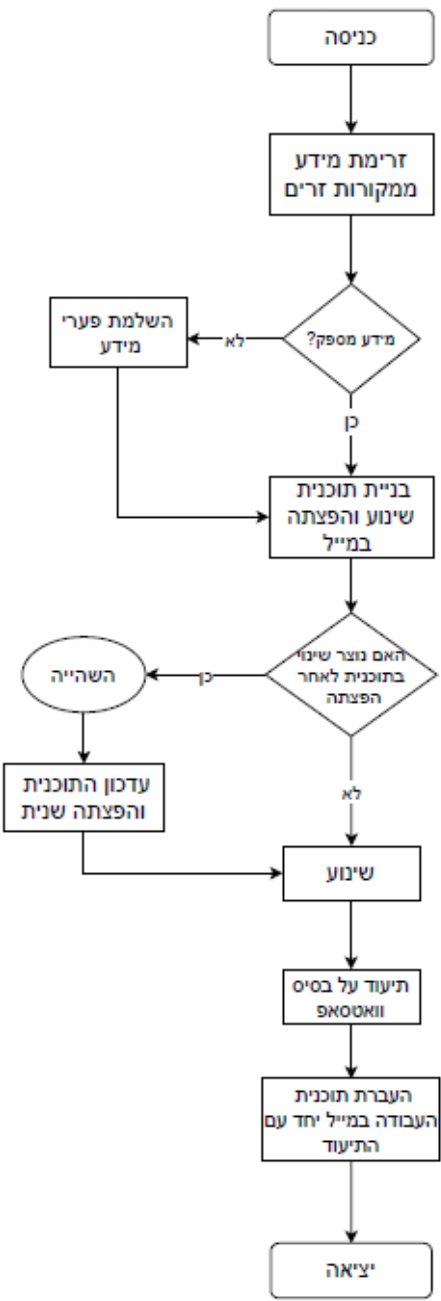 כניסה
זרימת מידע
ממקורות זרים
מידע מספק?
לא
השלמת פערי
מידע
כן
בניית תוכנית
שינוע והפצתה
במייל
האם נוצר שינוי
בתוכנית לאחר
הפצתה
כן
השהייה
עדכון התוכנית
והפצתה שנית
לא
שינוע
תיעוד על בסיס
וואטסאפ
העברת תוכנית
העבודה במייל יחד עם
התיעוד
יציאה